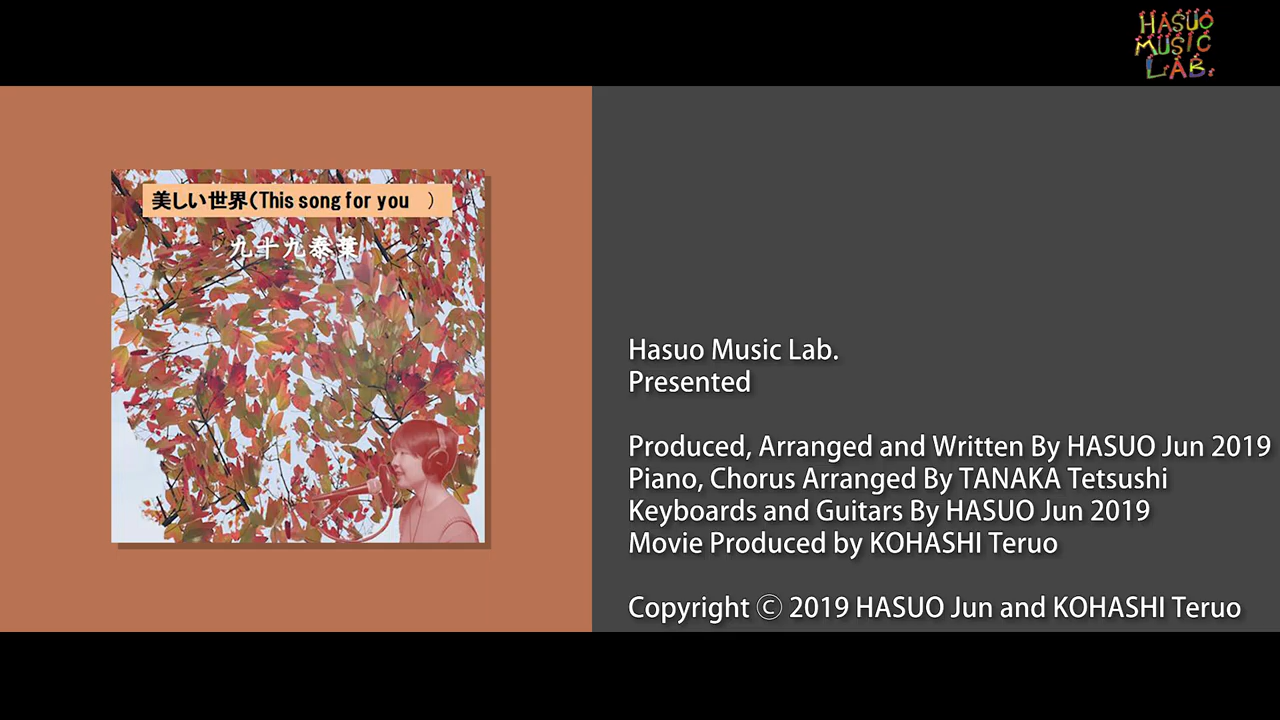 HASUO
MUSIC
LAB.
美しい世界(This song for you )
九十九泰葉
Hasuo Music Lab.
Presented
Produced, Arranged and Written By HASUO Jun 2019
Piano, Chorus Arranged By TANAKA Tetsushi
Keyboards and Guitars By HASUO Jun 2019
Movie Produced by KOHASHI Teruo
Copyright Ⓒ 2019 HASUO Jun and KOHASHI Teruo